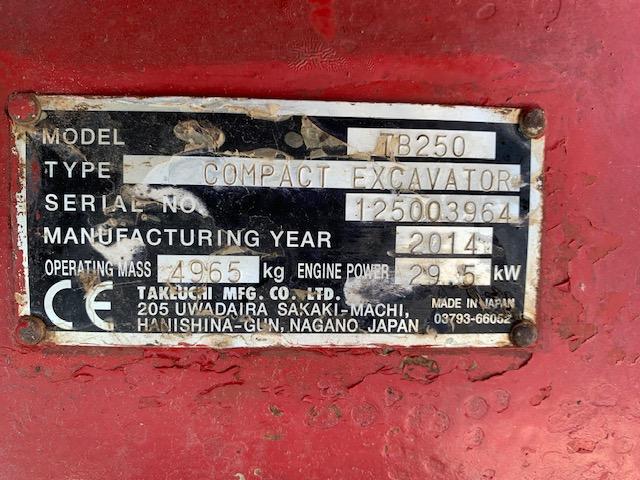 MODEL TB250
TYPE COMPACT EXCAVATOR
SERIAL NO. 125003964
MANUFACTURING YEAR 2014
OPERATING MASS 4965 kg ENGINE POWER 29.5 kW
CE TAKEUCHI MFG. CO. LTD. MADE IN JAPAN
205 UWADAIRA SAKAKI-MACHI, 03793-66052
HANISHINA-GUN, NAGANO JAPAN